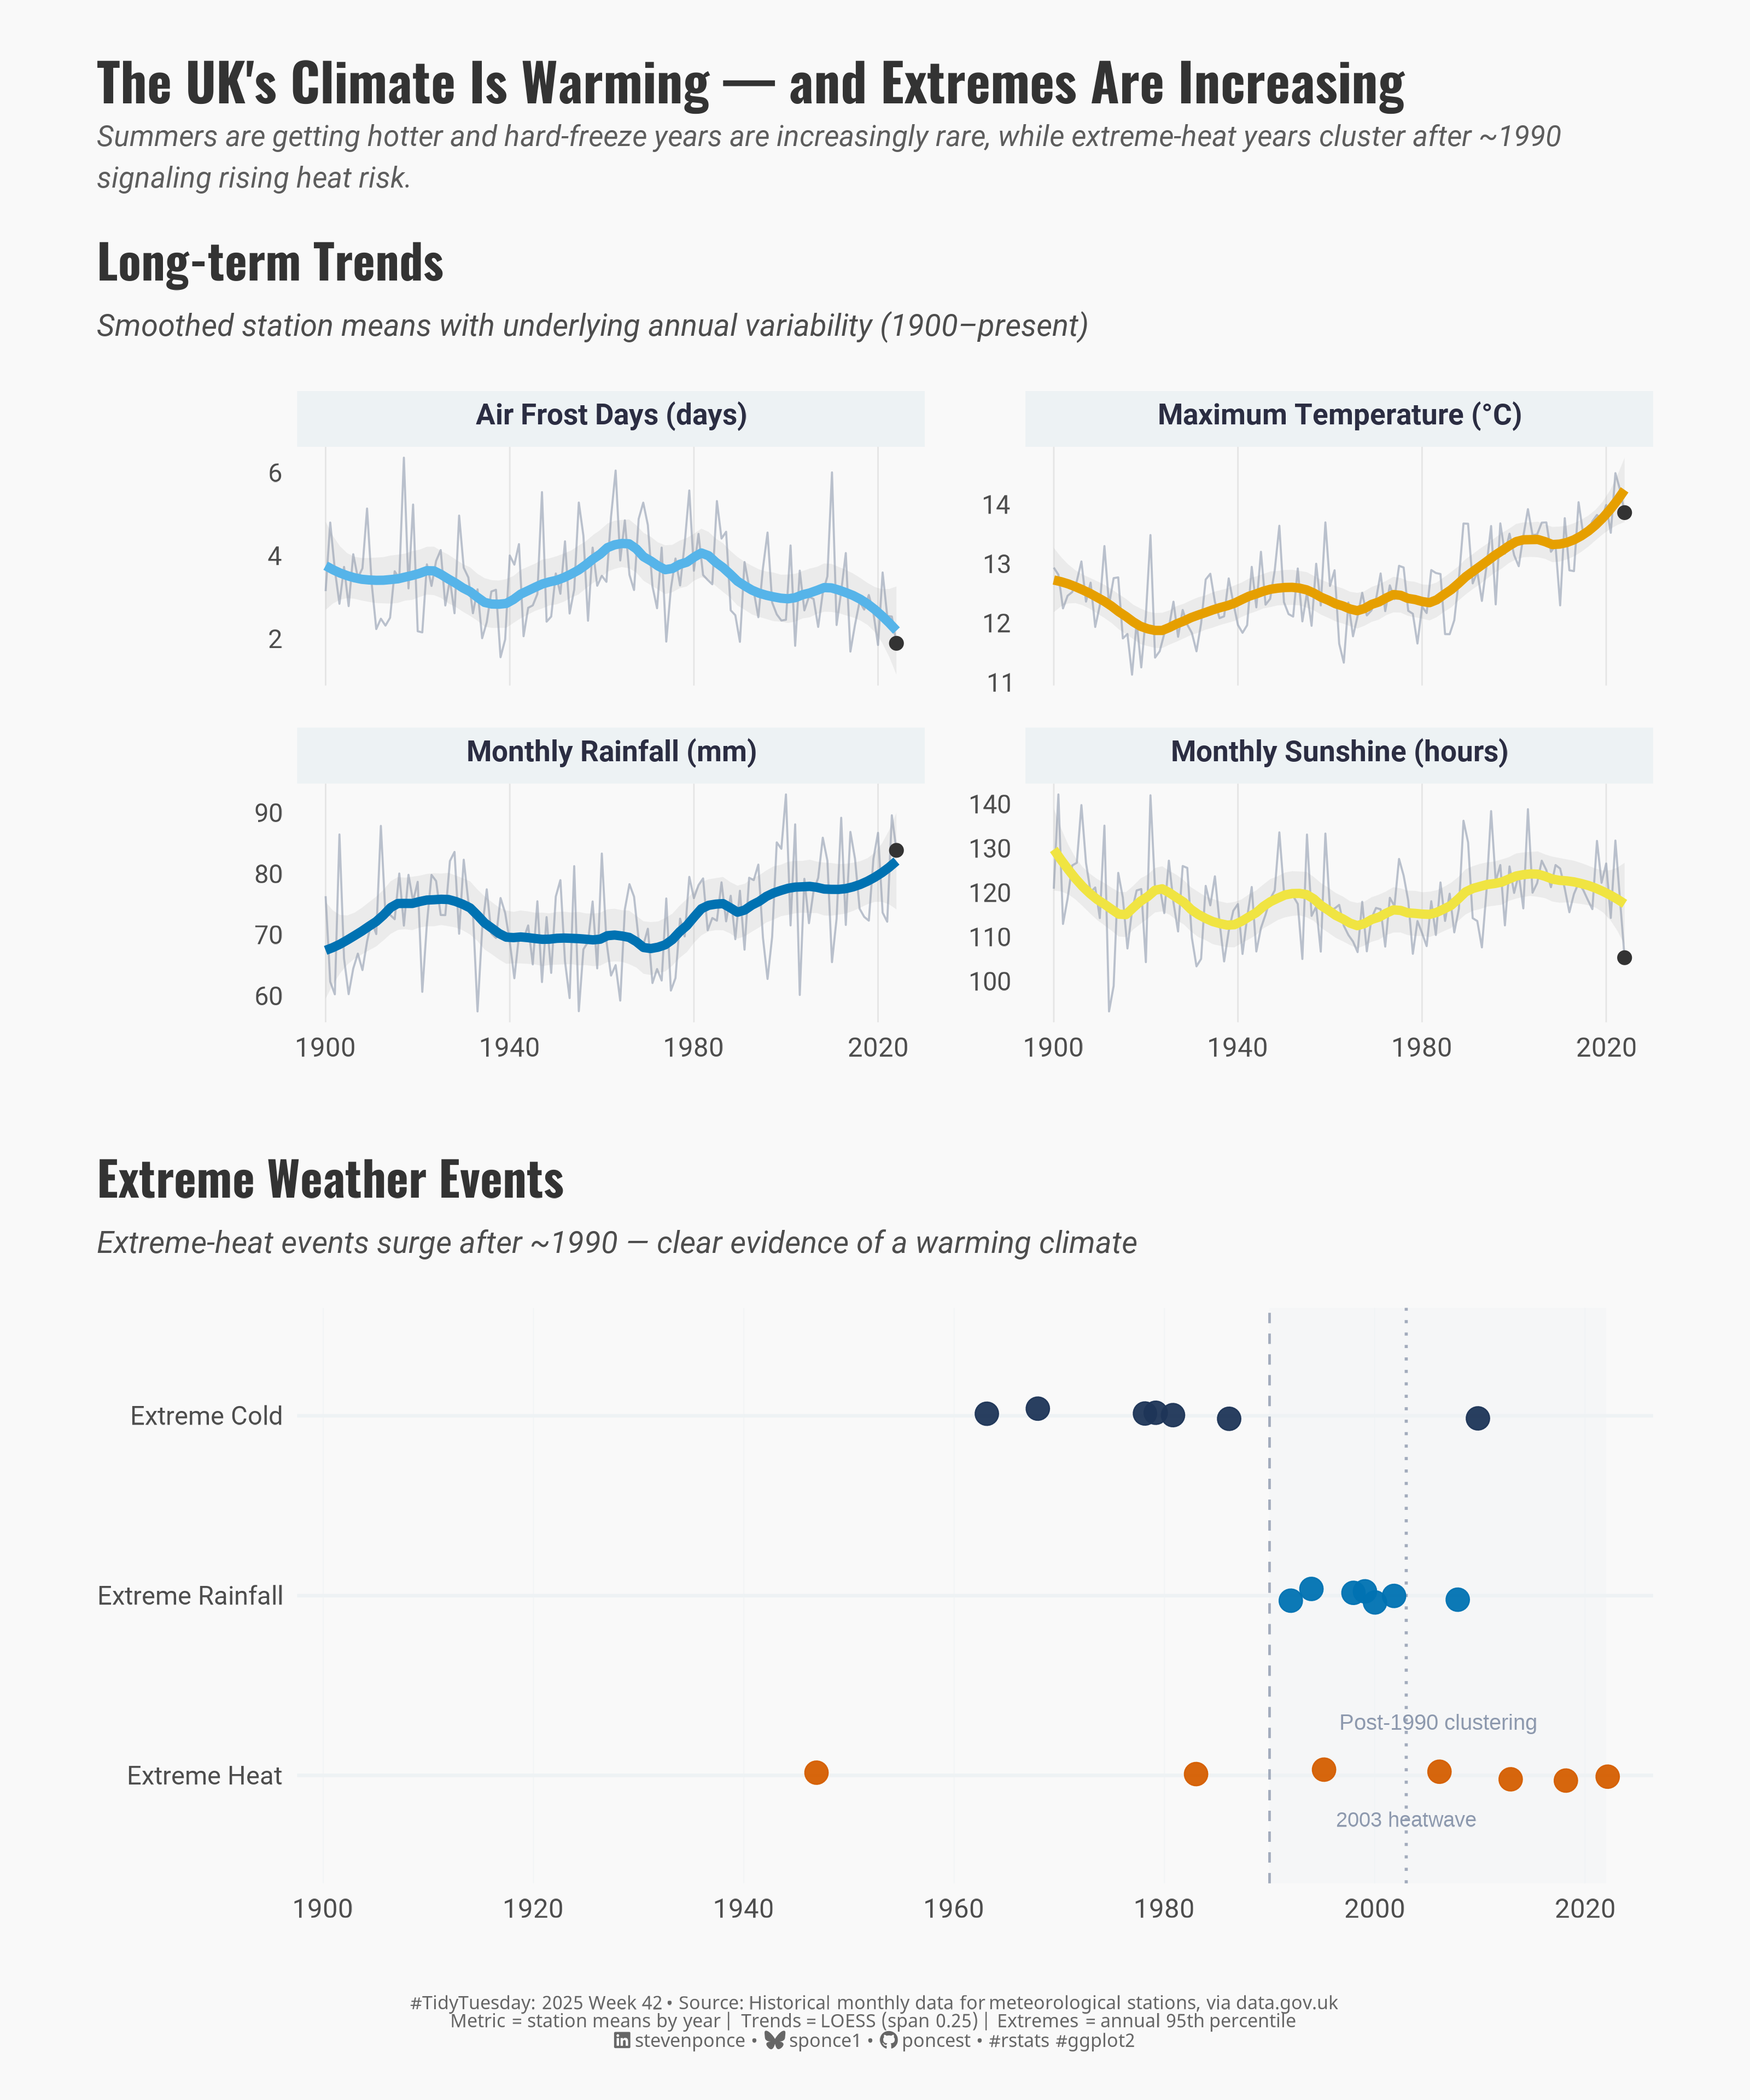 The UK's Climate Is Warming — and Extremes Are Increasing
Summers are getting hotter and hard-freeze years are increasingly rare, while extreme-heat years cluster after ~1990
signaling rising heat risk.
Long-term Trends
Smoothed station means with underlying annual variability (1900–present)
Air Frost Days (days)
6
4
2
Maximum Temperature (°C)
14
13
12
11
Monthly Rainfall (mm)
90
80
70
60
1900 1940 1980 2020
Monthly Sunshine (hours)
140
130
120
110
100
1900 1940 1980 2020
Extreme Weather Events
Extreme-heat events surge after ~1990 — clear evidence of a warming climate
Extreme Cold
Extreme Rainfall
Post-1990 clustering
Extreme Heat
2003 heatwave
1900 1920 1940 1960 1980 2000 2020
#TidyTuesday: 2025 Week 42 • Source: Historical monthly data for meteorological stations, via data.gov.uk
Metric = station means by year | Trends = LOESS (span 0.25) | Extremes = annual 95th percentile
stevenponce • sponce1 • poncest • #rstats #ggplot2